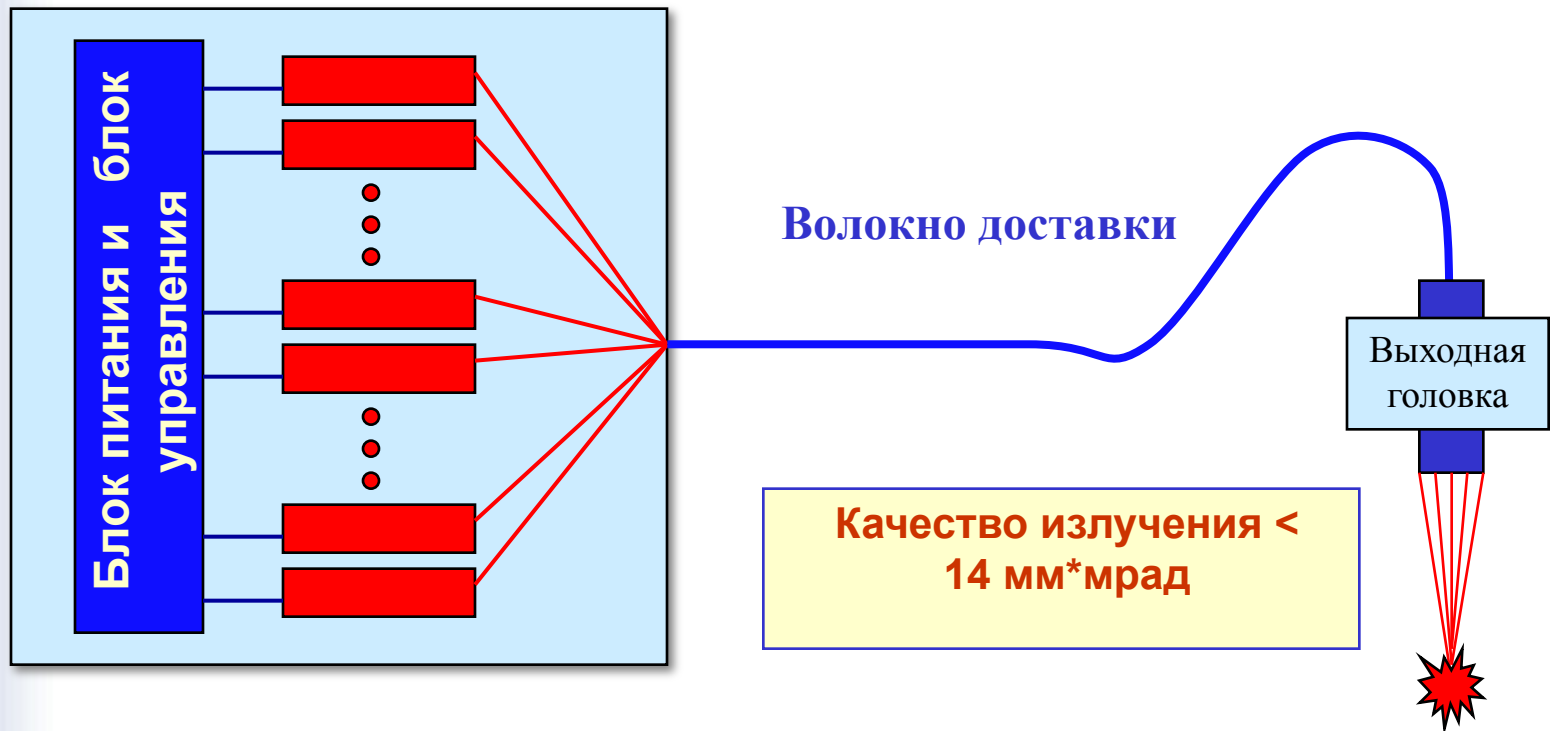 Блок питания и блок
управления
Волокно доставки
Выходная
головка
Качество излучения <
14 мм*мрад